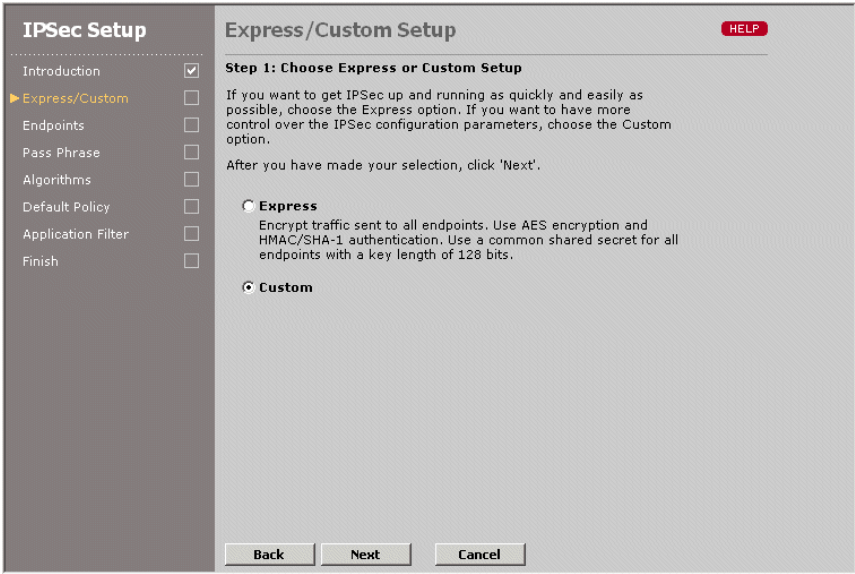 IPSec Setup
Introduction
Express/Custom
Endpoints
Pass Phrase
Algorithms
Default Policy
Application Filter
Finish
Express/Custom Setup
HELP
Step 1: Choose Express or Custom Setup
If you want to get IPSec up and running as quickly and easily as
possible, choose the Express option. If you want to have more
control over the IPSec configuration parameters, choose the Custom
option.
After you have made your selection, click 'Next'.
Express
Encrypt traffic sent to all endpoints. Use AES encryption and
HMAC/SHA-1 authentication. Use a common shared secret for all
endpoints with a key length of 128 bits.
Custom
Back
Next
Cancel